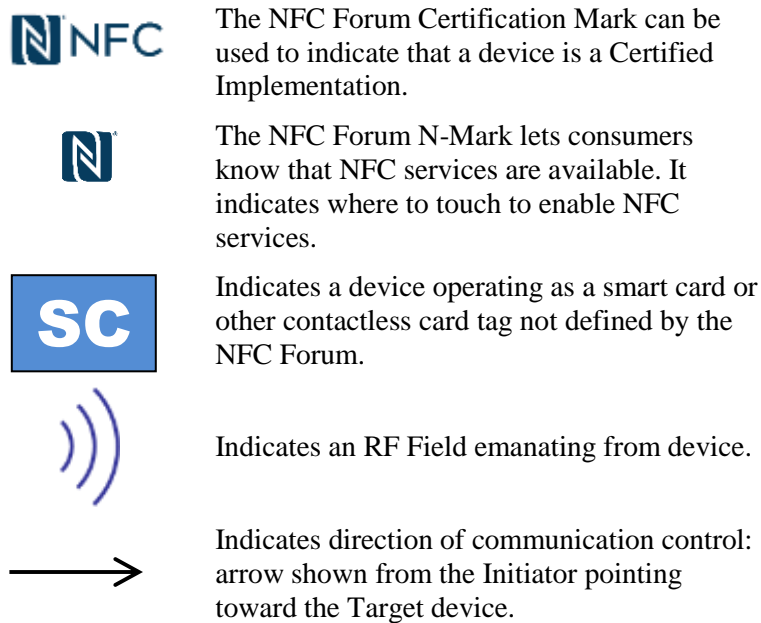 NFC
The NFC Forum Certification Mark can be
used to indicate that a device is a Certified
Implementation.
N
The NFC Forum N-Mark lets consumers
know that NFC services are available. It
indicates where to touch to enable NFC
services.
SC
Indicates a device operating as a smart card or
other contactless card tag not defined by the
NFC Forum.
Indicates an RF Field emanating from device.
Indicates direction of communication control:
arrow shown from the Initiator pointing
toward the Target device.